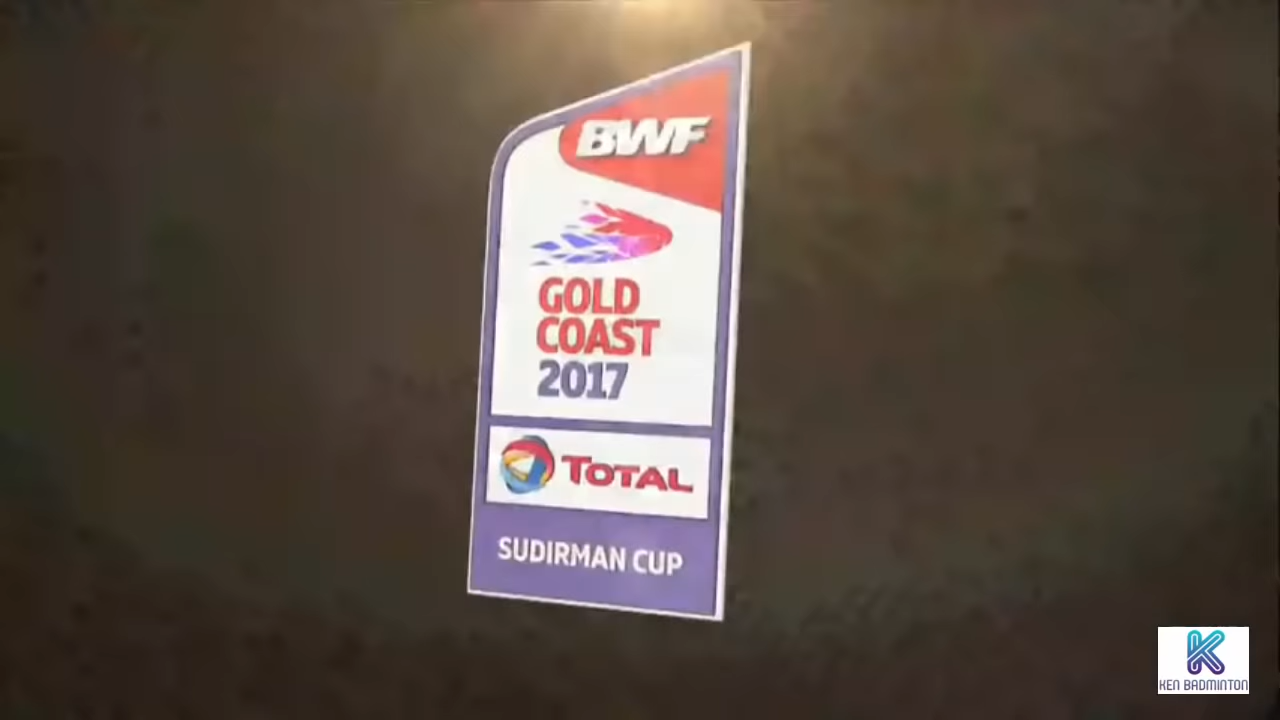 BWF
GOLD
COAST
2017
TOTAL
SUDIRMAN CUP
KEN BADMINTON